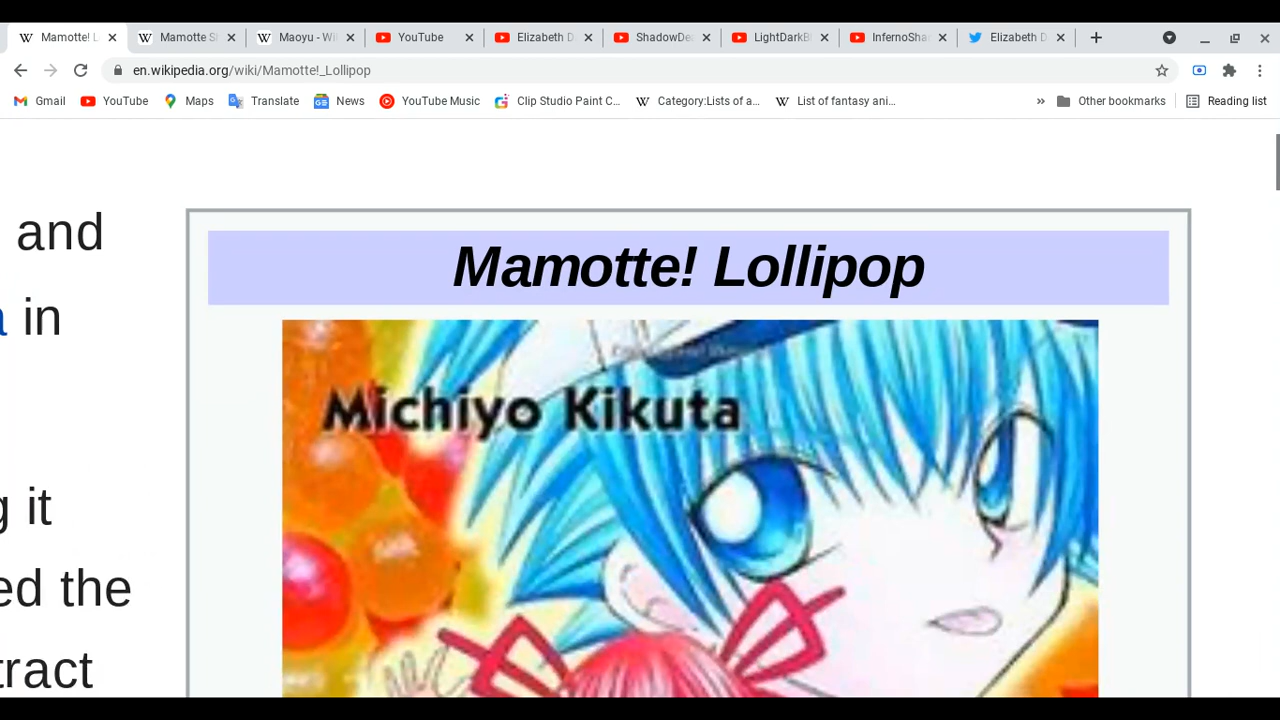 Mamotte! L
Mamotte S
Maoyu - Wi
YouTube
Elizabeth D
ShadowDe
LightDarkB
InfernoSha
Elizabeth D
en.wikipedia.org/wiki/Mamotte!_Lollipop
Gmail
YouTube
Maps
Translate
News
YouTube Music
Clip Studio Paint C...
Category:Lists of a...
List of fantasy ani...
»
Other bookmarks
Reading list
and
a in
g it
ed the
tract
Mamotte! Lollipop
Michiyo Kikuta